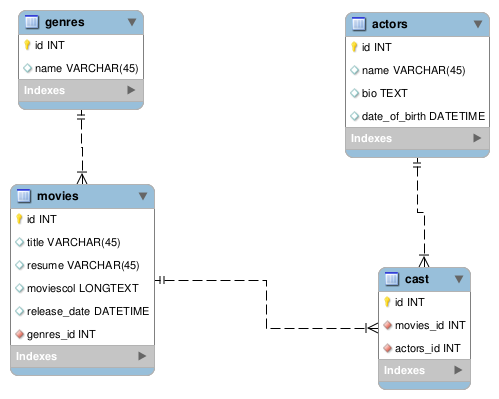 genres
id INT
name VARCHAR(45)
Indexes
actors
id INT
name VARCHAR(45)
bio TEXT
date_of_birth DATETIME
Indexes
movies
id INT
title VARCHAR(45)
resume VARCHAR(45)
moviescol LONGTEXT
release_date DATETIME
genres_id INT
Indexes
cast
id INT
movies_id INT
actors_id INT
Indexes